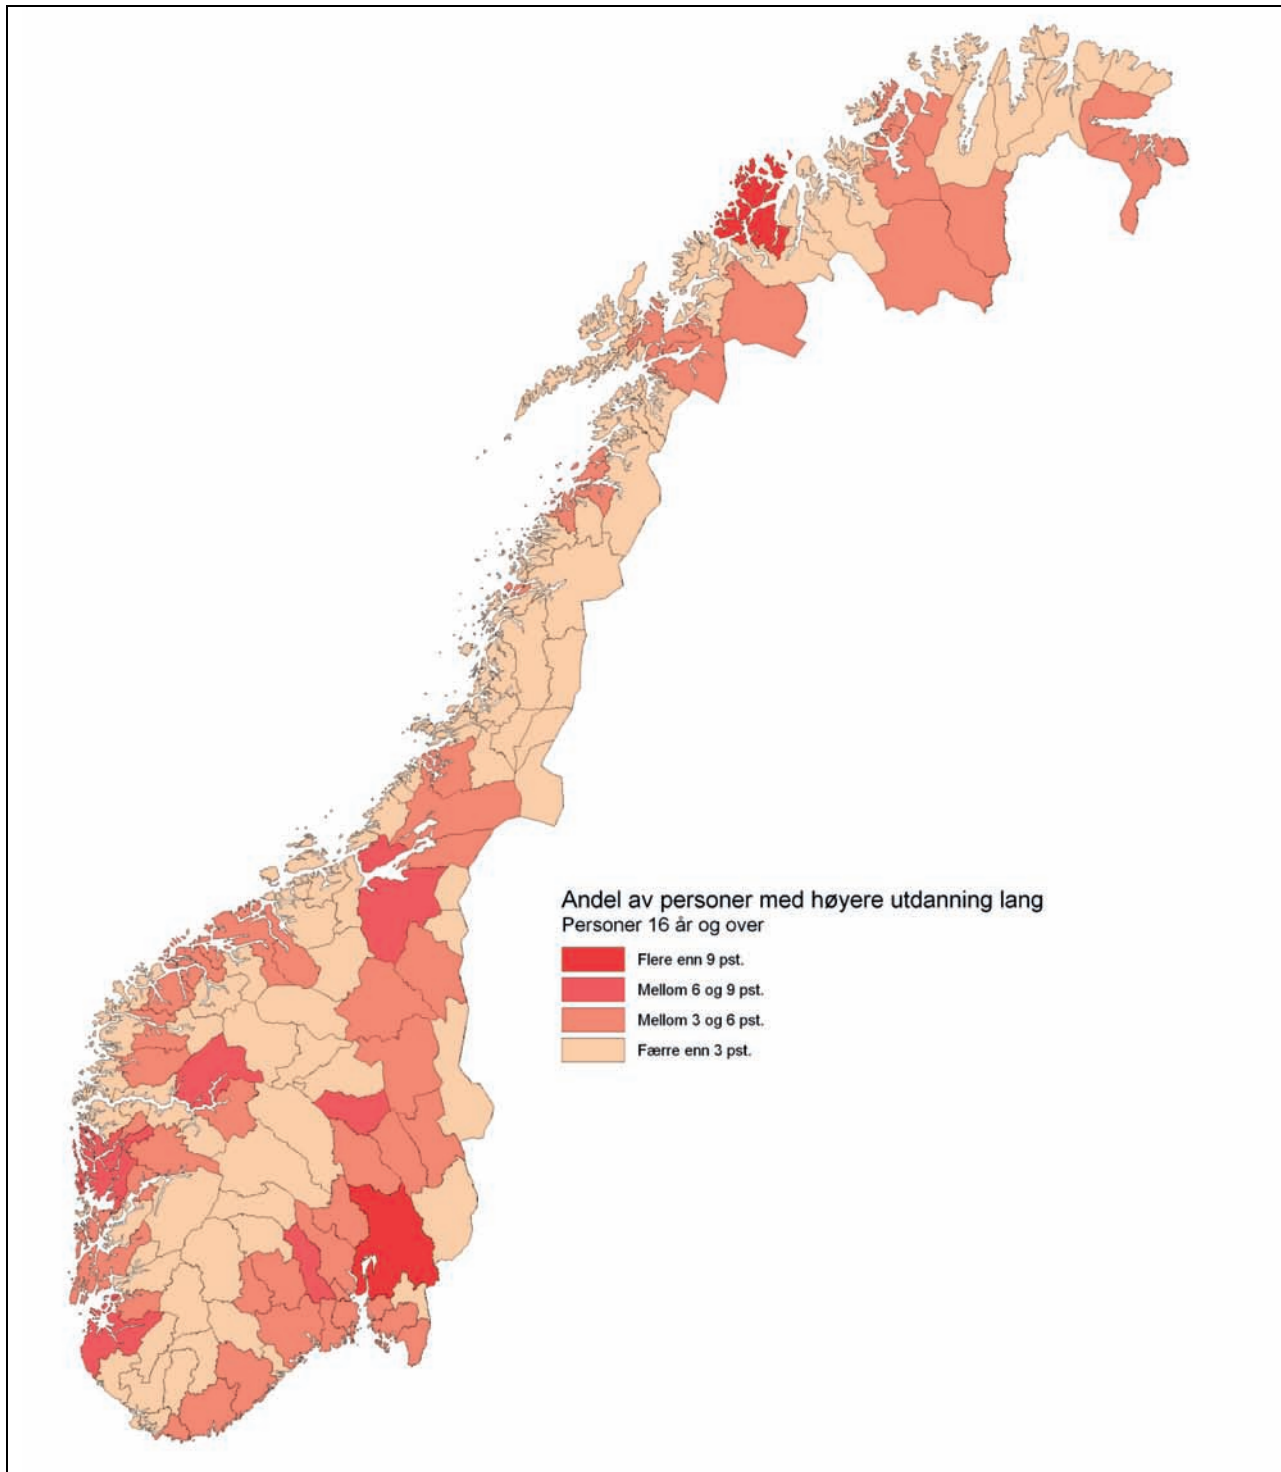 Andel av personer med høyere utdanning lang
Personer 16 år og over
Flere enn 9 pst.
Mellom 6 og 9 pst.
Mellom 3 og 6 pst.
Færre enn 3 pst.